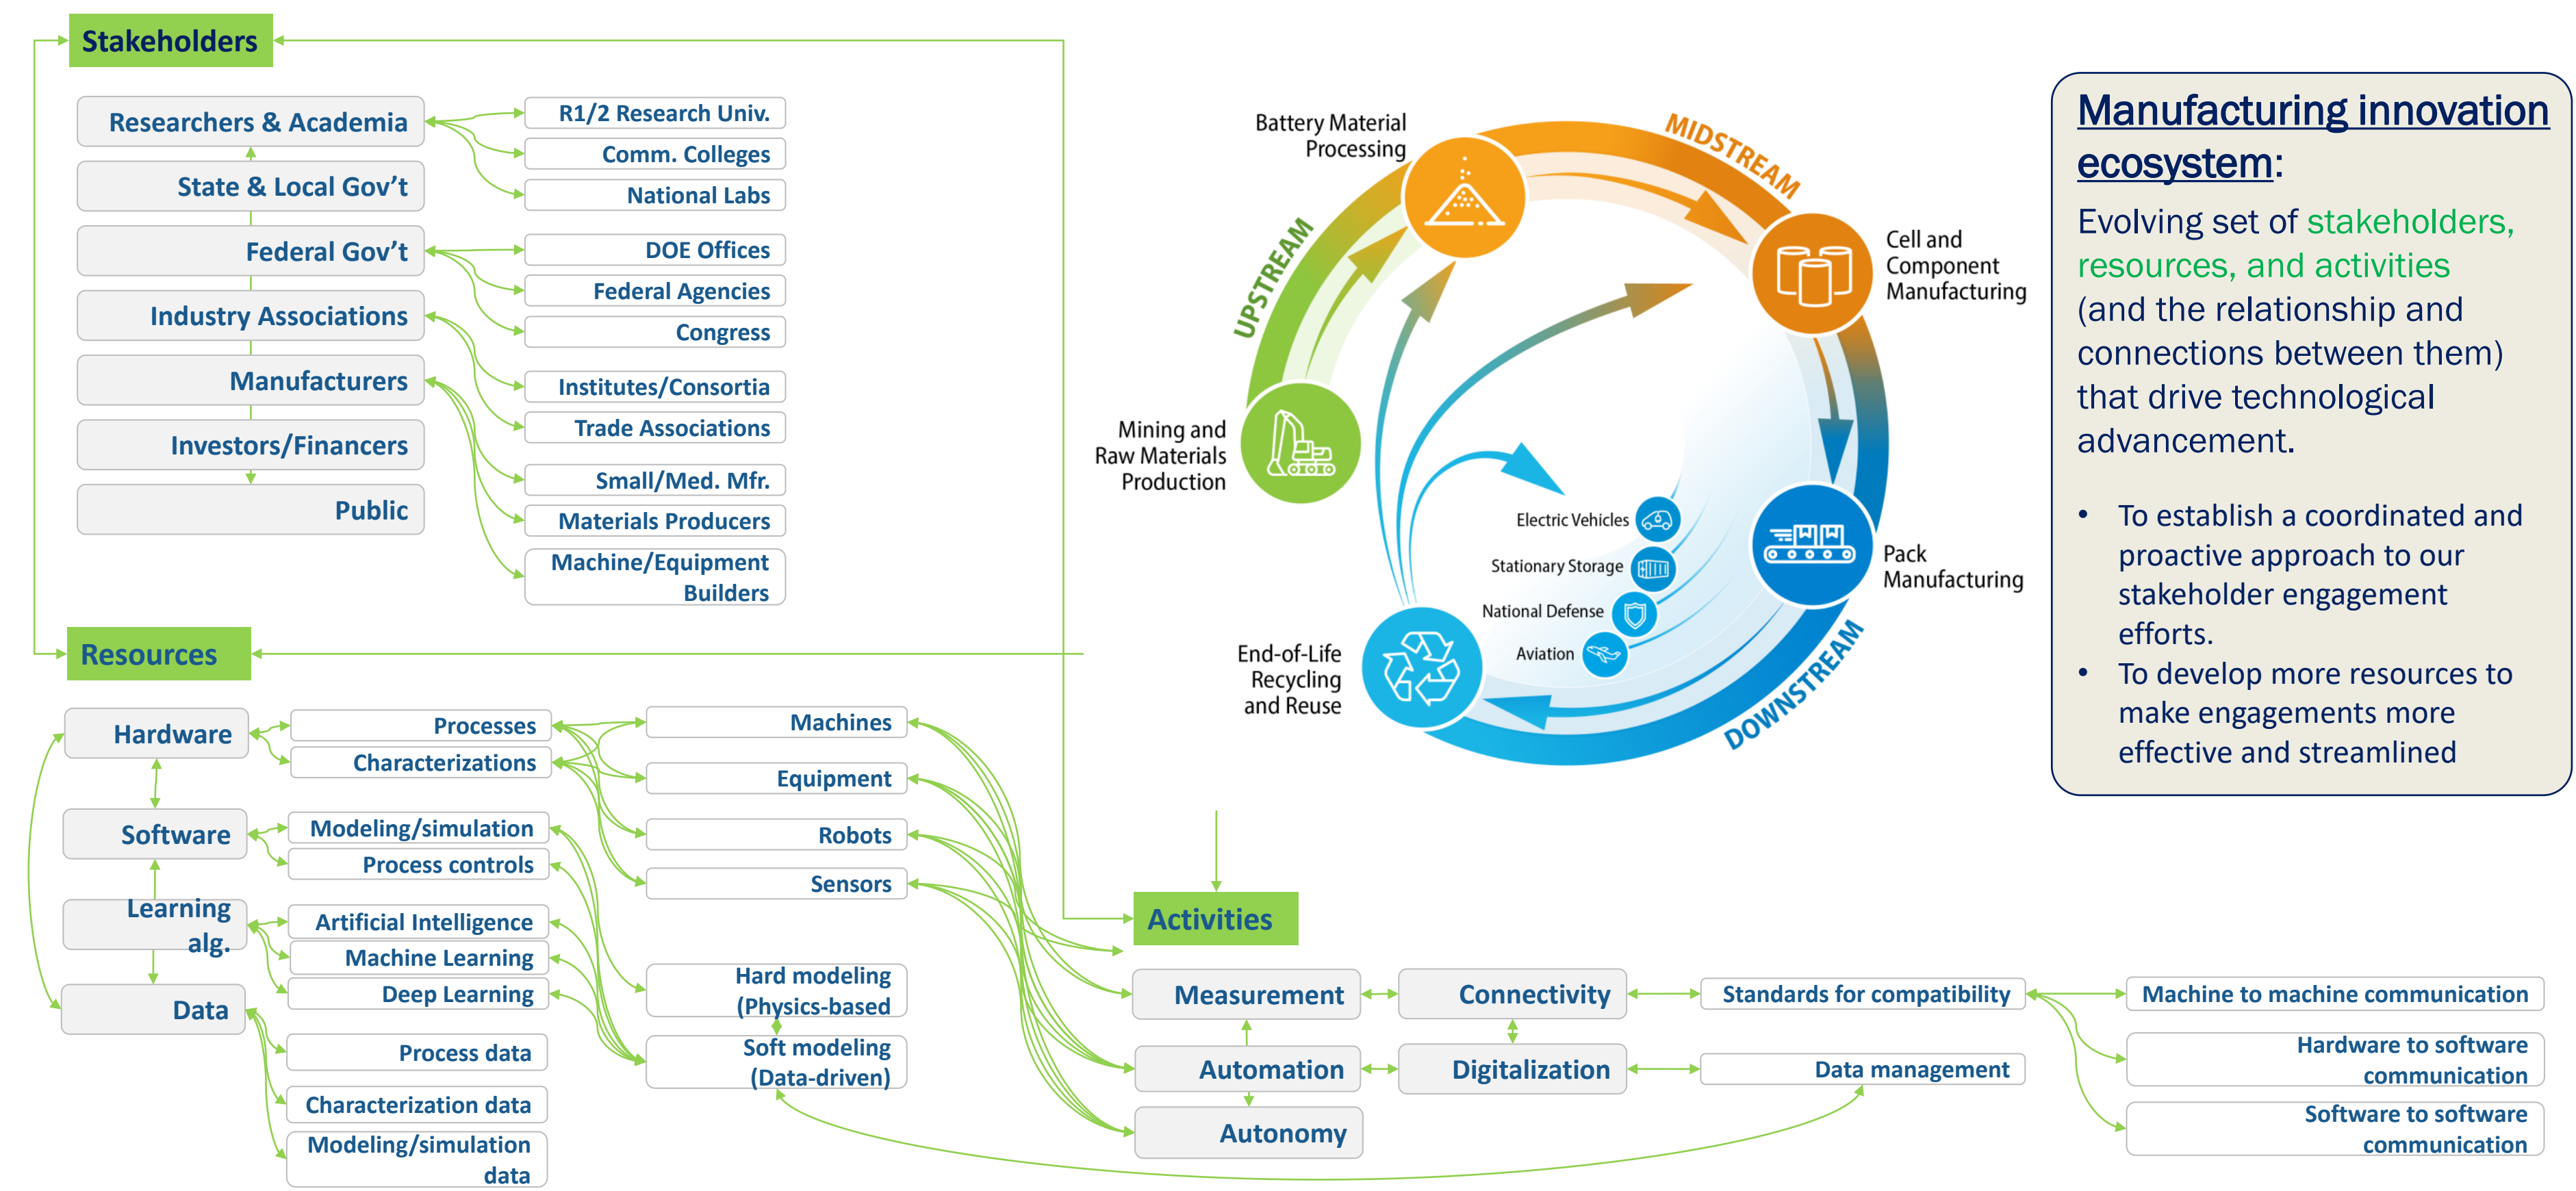 Stakeholders
Researchers & Academia
State & Local Gov’t
Federal Gov’t
Industry Associations
Manufacturers
Investors/Financers
Public
R1/2 Research Univ.
Comm. Colleges
National Labs
DOE Offices
Federal Agencies
Congress
Institutes/Consortia
Trade Associations
Small/Med. Mfr.
Materials Producers
Machine/Equipment
Builders
Resources
Hardware
Software
Learning
alg.
Data
Processes
Characterizations
Modeling/simulation
Process controls
Artificial Intelligence
Machine Learning
Deep Learning
Process data
Characterization data
Modeling/simulation
data
Machines
Equipment
Robots
Sensors
Hard modeling
(Physics-based
Soft modeling
(Data-driven)
UPSTREAM
MIDSTREAM
DOWNSTREAM
Battery Material
Processing
Cell and
Component
Manufacturing
Mining and
Raw Materials
Production
Pack
Manufacturing
End-of-Life
Recycling
and Reuse
Electric Vehicles
Stationary Storage
National Defense
Aviation
Activities
Measurement
Automation
Autonomy
Connectivity
Digitalization
Standards for compatibility
Data management
Machine to machine communication
Hardware to software
communication
Software to software
communication
Manufacturing innovation
ecosystem:
Evolving set of stakeholders,
resources, and activities
(and the relationship and
connections between them)
that drive technological
advancement.
• To establish a coordinated and
proactive approach to our
stakeholder engagement
efforts.
• To develop more resources to
make engagements more
effective and streamlined